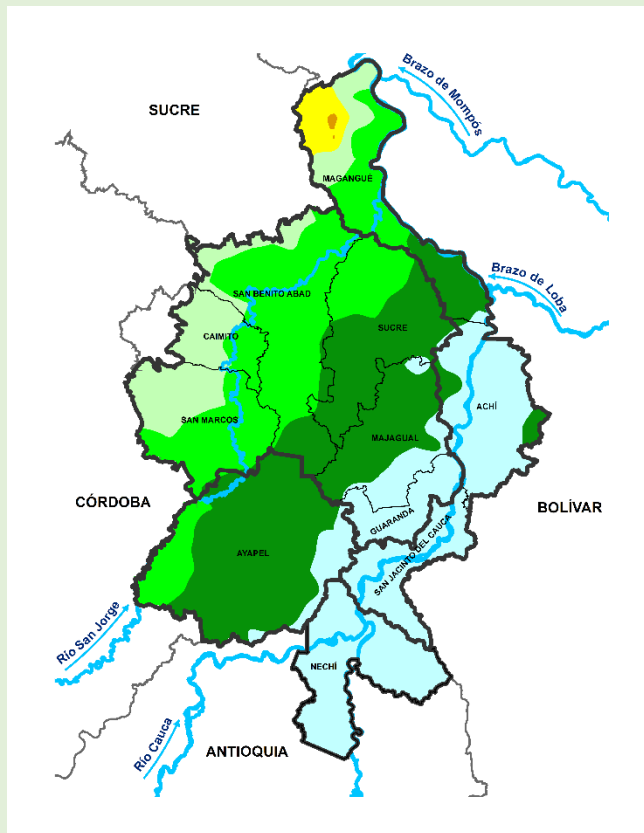 Brazo de Mompós
SUCRE
MAGANGUÉ
Brazo de Loba
SAN BENITO ABAD
SUCRE
CAIMITO
ACHÍ
SAN MARCOS
MAJAGUAL
CÓRDOBA
BOLÍVAR
GUARANDA
AYAPEL
SAN JACINTO DEL CAUCA
Río San Jorge
NECHÍ
Río Cauca
ANTIOQUIA